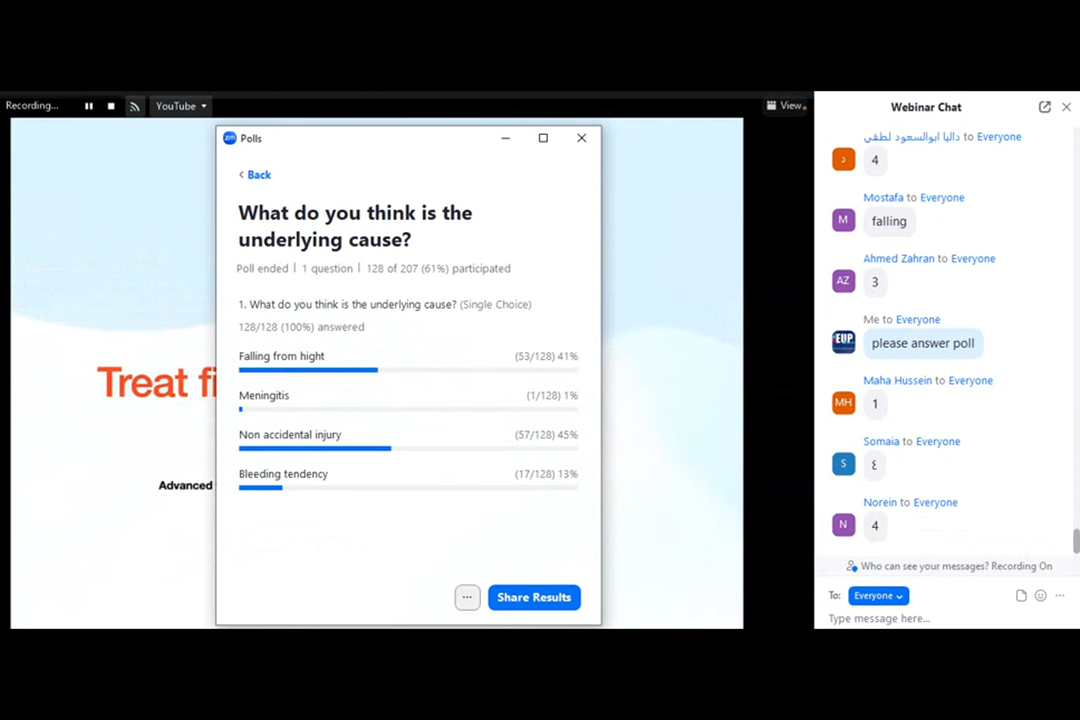 Recording...
YouTube
View
Treat fi
Advanced
zm
Polls
Back
What do you think is the
underlying cause?
Poll ended | 1 question | 128 of 207 (61%) participated
1. What do you think is the underlying cause? (Single Choice)
128/128 (100%) answered
Falling from hight (53/128) 41%
Meningitis (1/128) 1%
Non accidental injury (57/128) 45%
Bleeding tendency (17/128) 13%
...
Share Results
Webinar Chat
داليا ابوالسعود لطفي to Everyone
د
4
Mostafa to Everyone
M
falling
Ahmed Zahran to Everyone
AZ
3
Me to Everyone
EUP
please answer poll
Maha Hussein to Everyone
MH
1
Somaia to Everyone
S
٤
Norein to Everyone
N
4
Who can see your messages? Recording On
To: Everyone
Type message here...